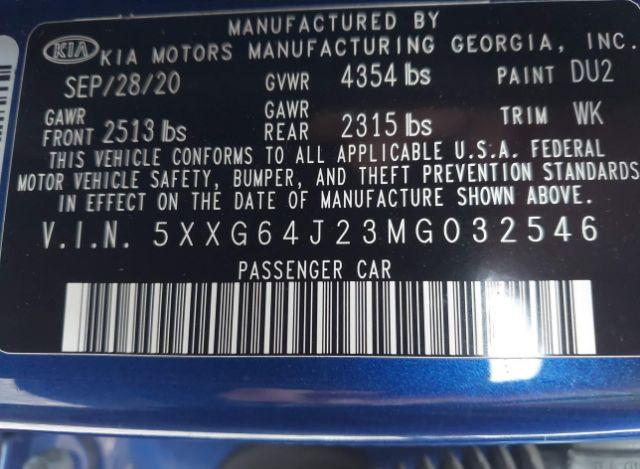 MANUFACTURED BY
KIA KIA MOTORS MANUFACTURING GEORGIA, INC.
SEP/28/20 GVWR 4354 lbs PAINT DU2
GAWR FRONT 2513 lbs GAWR REAR 2315 lbs TRIM WK
THIS VEHICLE CONFORMS TO ALL APPLICABLE U.S.A. FEDERAL
MOTOR VEHICLE SAFETY, BUMPER, AND THEFT PREVENTION STANDARDS
IN EFFECT ON THE DATE OF MANUFACTURE SHOWN ABOVE.
V.I.N. 5XXG64J23MG032546
PASSENGER CAR